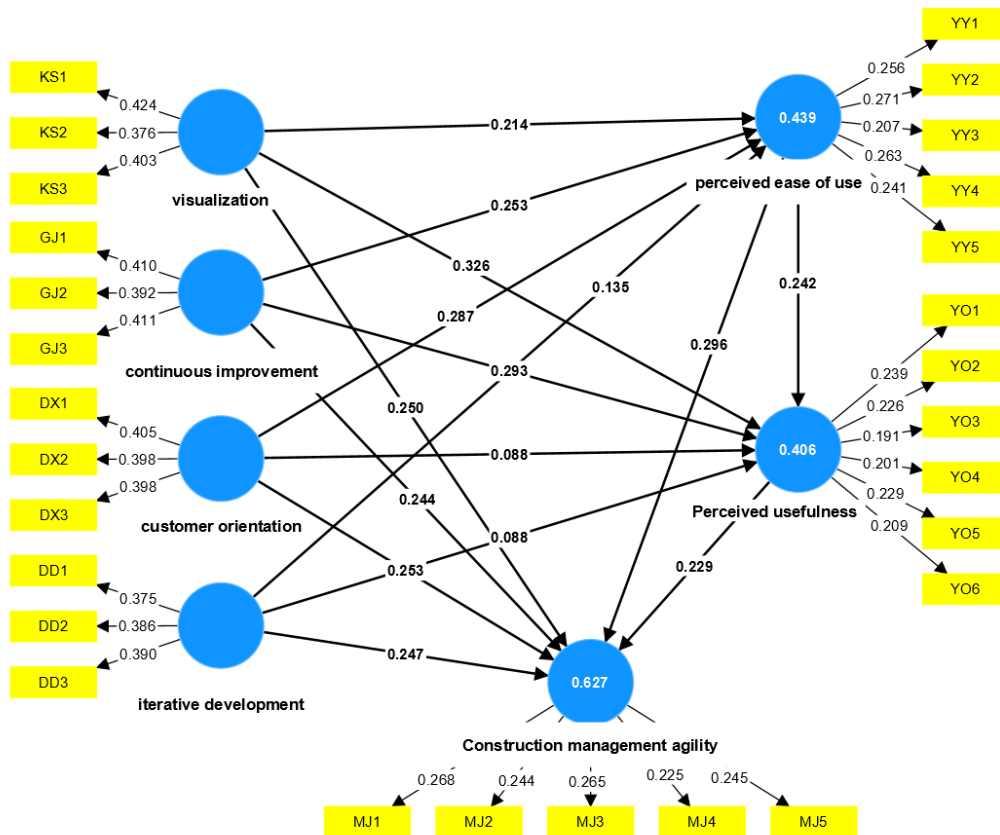 YY1
KS1
0.256
YY2
0.424
0.271
KS2
0.376
0.214
0.439
0.207
YY3
0.403
0.263
KS3
perceived ease of use
0.241
YY4
visualization
0.253
GJ1
YY5
0.410
0.326
GJ2
0.392
0.135
0.242
YO1
0.411
0.287
GJ3
0.296
YO2
continuous improvement
0.293
0.239
DX1
0.250
0.226
0.405
YO3
DX2
0.398
0.088
0.406
0.191
0.398
0.201
YO4
DX3
0.244
Perceived usefulness
0.229
customer orientation
0.209
YO5
0.088
DD1
0.253
0.229
YO6
0.375
DD2
0.386
0.390
0.247
DD3
0.627
iterative development
Construction management agility
0.268
0.244
0.265
0.225
0.245
MJ1
MJ2
MJ3
MJ4
MJ5